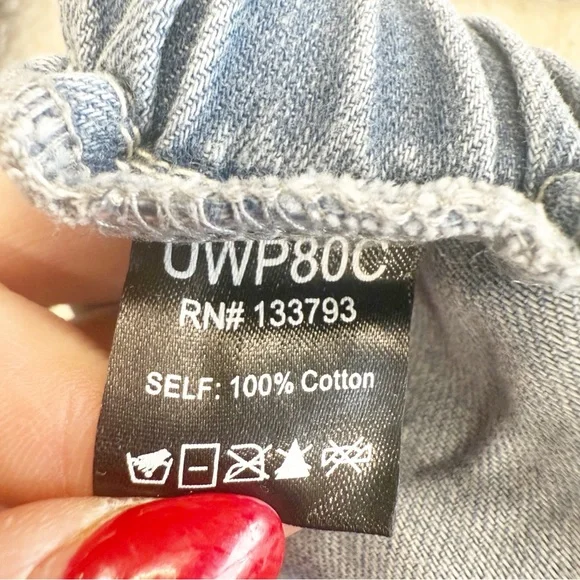 UWP80C
RN# 133793
SELF: 100% Cotton